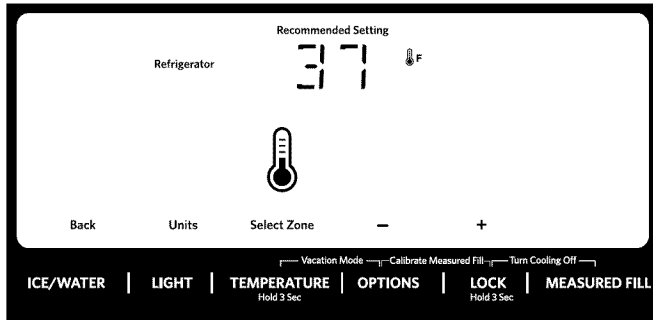 Recommended Setting
Refrigerator 37 F
Back Units Select Zone − +
Vacation Mode Calibrate Measured Fill Turn Cooling Off
ICE/WATER LIGHT TEMPERATURE OPTIONS LOCK MEASURED FILL
Hold 3 Sec Hold 3 Sec